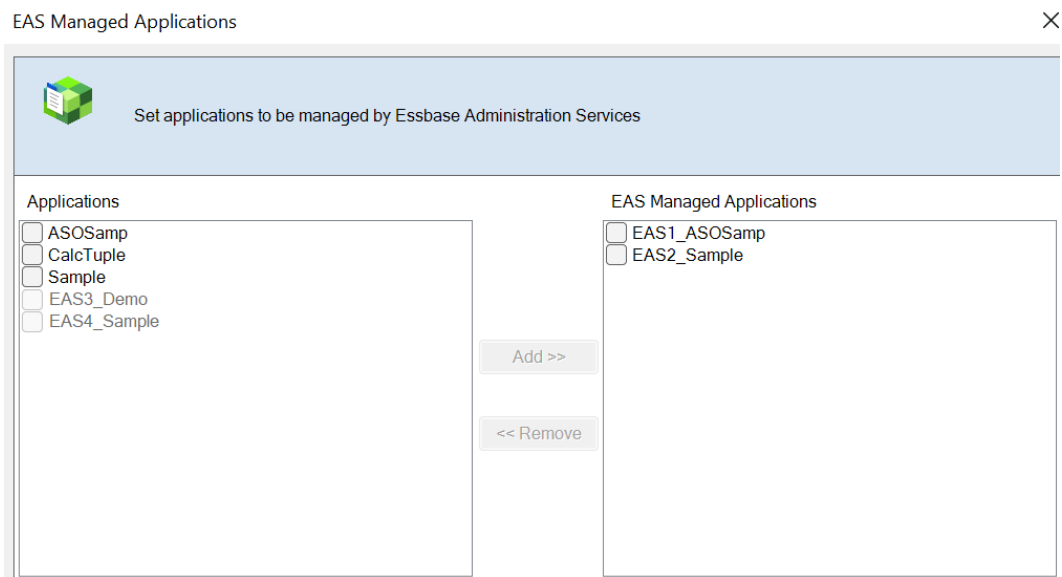 EAS Managed Applications
Set applications to be managed by Essbase Administration Services
Applications
ASOSamp
CalcTuple
Sample
EAS3_Demo
EAS4_Sample
Add >>
<< Remove
EAS Managed Applications
EAS1_ASOSamp
EAS2_Sample